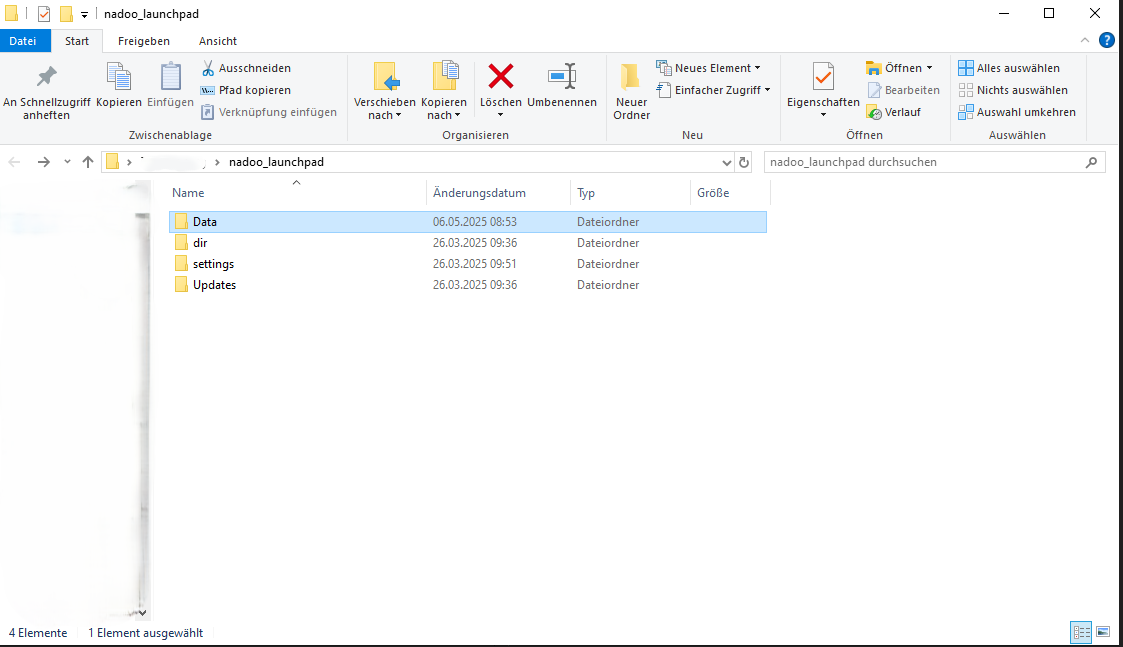 nadoo_launchpad
Datei Start Freigeben Ansicht
An Schnellzugriff anheften
Kopieren
Einfügen
Ausschneiden
Pfad kopieren
Verknüpfung einfügen
Zwischenablage
Verschieben nach
Kopieren nach
Löschen
Umbenennen
Organisieren
Neuer Ordner
Neues Element
Einfacher Zugriff
Neu
Eigenschaften
Öffnen
Bearbeiten
Verlauf
Öffnen
Alles auswählen
Nichts auswählen
Auswahl umkehren
Auswählen
nadoo_launchpad
nadoo_launchpad durchsuchen
Name Änderungsdatum Typ Größe
Data 06.05.2025 08:53 Dateiordner
dir 26.03.2025 09:36 Dateiordner
settings 26.03.2025 09:51 Dateiordner
Updates 26.03.2025 09:36 Dateiordner
4 Elemente 1 Element ausgewählt